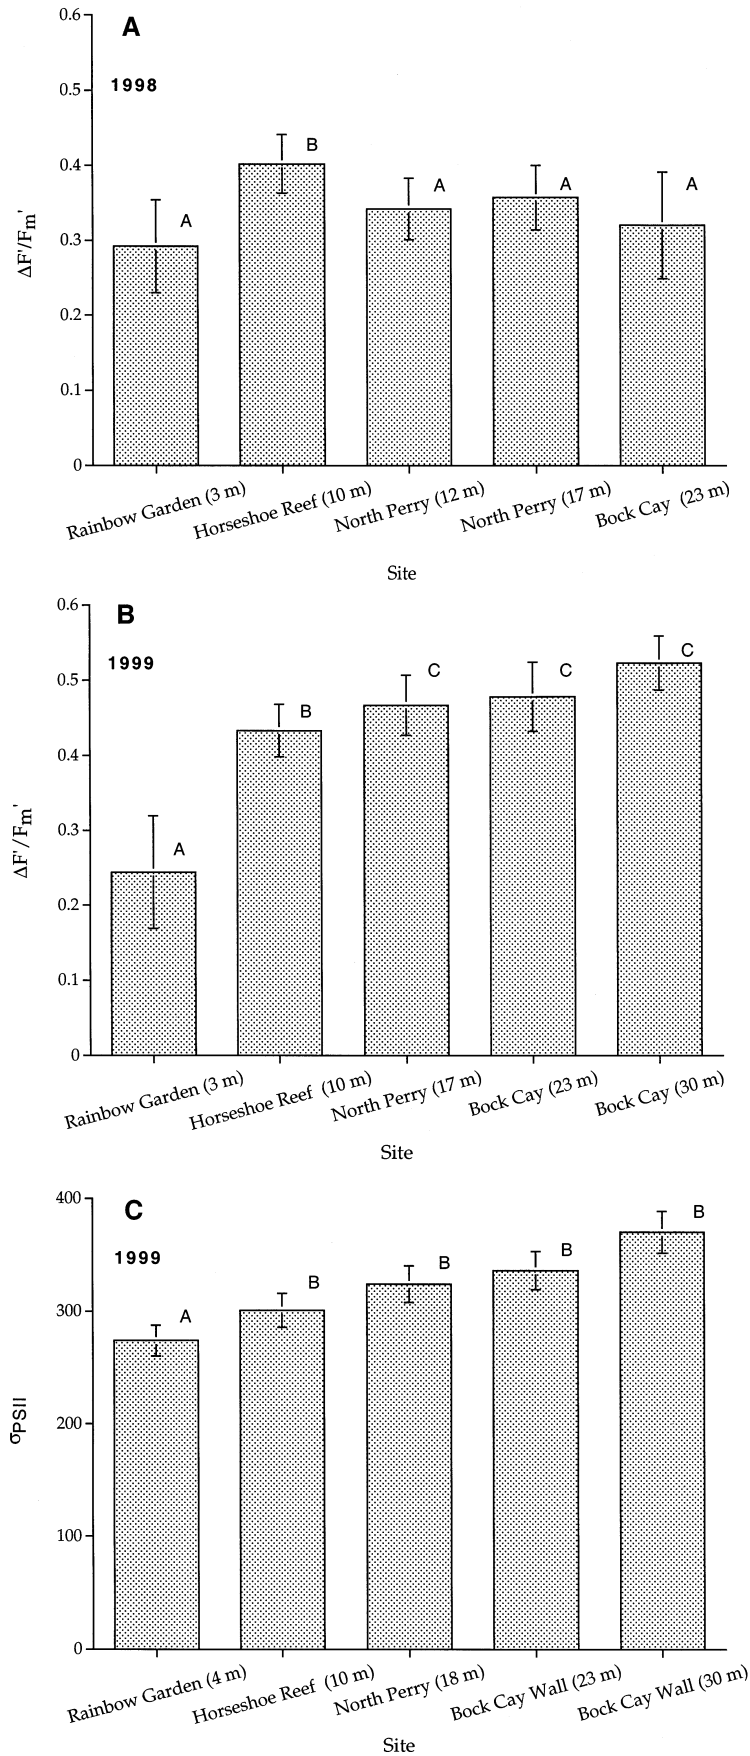 0.6
A
1998
0.5
0.4
0.3
0.2
0.1
0
ΔF'/Fm'
A
B
A
A
A
Rainbow Garden (3 m)
Horseshoe Reef (10 m)
North Perry (12 m)
North Perry (17 m)
Bock Cay (23 m)
Site
0.6
B
1999
0.5
0.4
0.3
0.2
0.1
0
ΔF'/Fm'
A
B
C
C
C
Rainbow Garden (3 m)
Horseshoe Reef (10 m)
North Perry (17 m)
Bock Cay (23 m)
Bock Cay (30 m)
Site
400
C
1999
300
200
100
0
σPSII
A
B
B
B
B
Rainbow Garden (4 m)
Horseshoe Reef (10 m)
North Perry (18 m)
Bock Cay Wall (23 m)
Bock Cay Wall (30 m)
Site